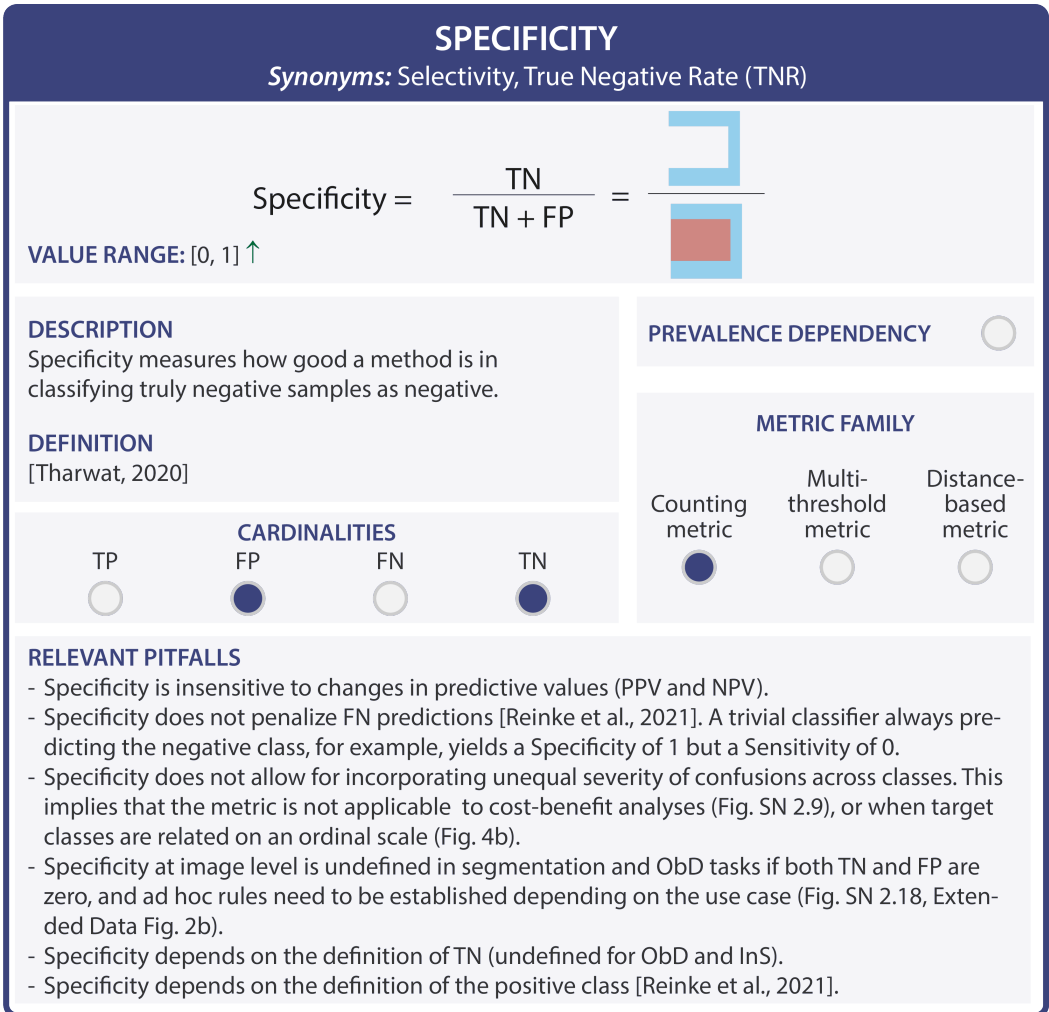 SPECIFICITY
Synonyms: Selectivity, True Negative Rate (TNR)
Specificity = TN / TN + FP =
VALUE RANGE: [0, 1] ↑
DESCRIPTION
Specificity measures how good a method is in
classifying truly negative samples as negative.
DEFINITION
[Tharwat, 2020]
CARDINALITIES
TP FP FN TN
PREVALENCE DEPENDENCY
METRIC FAMILY
Counting
metric
Multi-
threshold
metric
Distance-
based
metric
RELEVANT PITFALLS
- Specificity is insensitive to changes in predictive values (PPV and NPV).
- Specificity does not penalize FN predictions [Reinke et al., 2021]. A trivial classifier always pre-
dicting the negative class, for example, yields a Specificity of 1 but a Sensitivity of 0.
- Specificity does not allow for incorporating unequal severity of confusions across classes. This
implies that the metric is not applicable to cost-benefit analyses (Fig. SN 2.9), or when target
classes are related on an ordinal scale (Fig. 4b).
- Specificity at image level is undefined in segmentation and ObD tasks if both TN and FP are
zero, and ad hoc rules need to be established depending on the use case (Fig. SN 2.18, Exten-
ded Data Fig. 2b).
- Specificity depends on the definition of TN (undefined for ObD and InS).
- Specificity depends on the definition of the positive class [Reinke et al., 2021].